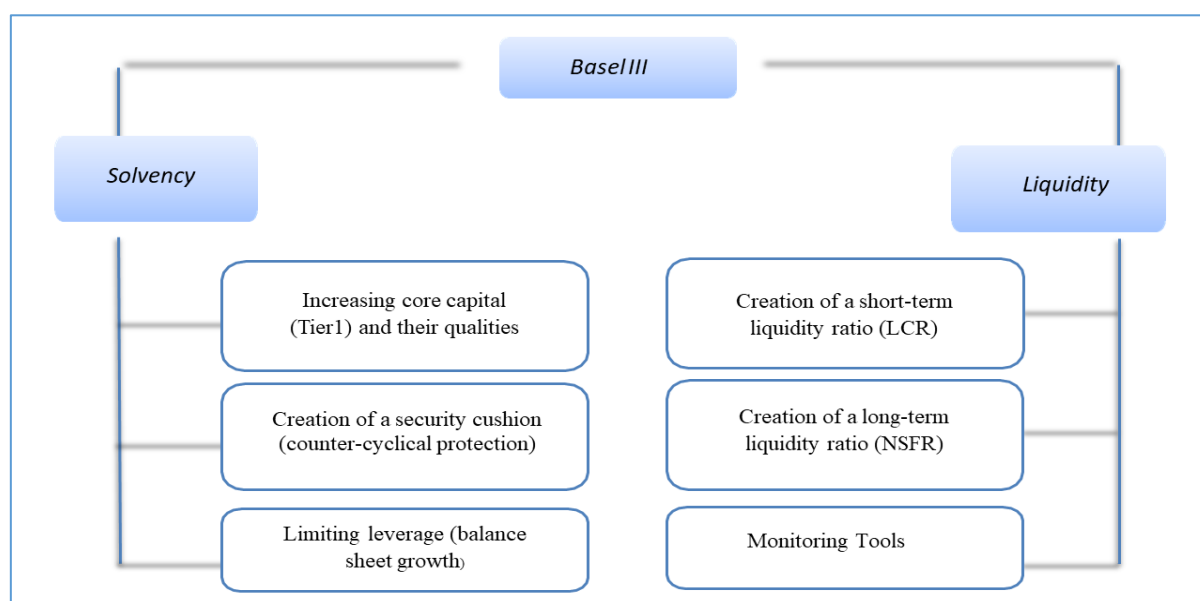 Basel III
Solvency
Liquidity
Increasing core capital
(Tier1) and their qualities
Creation of a security cushion
(counter-cyclical protection)
Limiting leverage (balance
sheet growth)
Creation of a short-term
liquidity ratio (LCR)
Creation of a long-term
liquidity ratio (NSFR)
Monitoring Tools